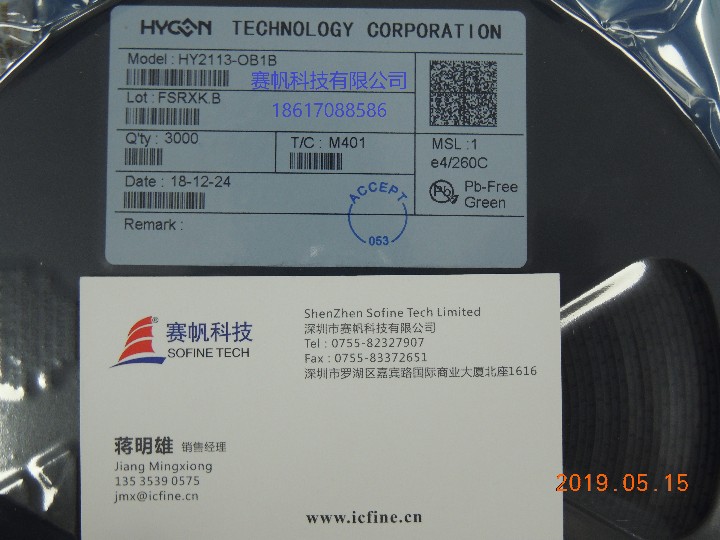 HYCON TECHNOLOGY CORPORATION
Model : HY2113-OB1B
赛帆科技有限公司
Lot : FSRXK.B
18617088586
Q'ty : 3000
T/C : M401
MSL :1
e4/260C
Date : 18-12-24
Pb
Pb-Free
Green
Remark :
ACCEPT
053
赛帆科技
®
SOFINE TECH
ShenZhen Sofine Tech Limited
深圳市赛帆科技有限公司
Tel : 0755-82327907
Fax : 0755-83372651
深圳市罗湖区嘉宾路国际商业大厦北座1616
蒋明雄 销售经理
Jiang Mingxiong
135 3539 0575
jmx@icfine.cn
www.icfine.cn
2019.05.15